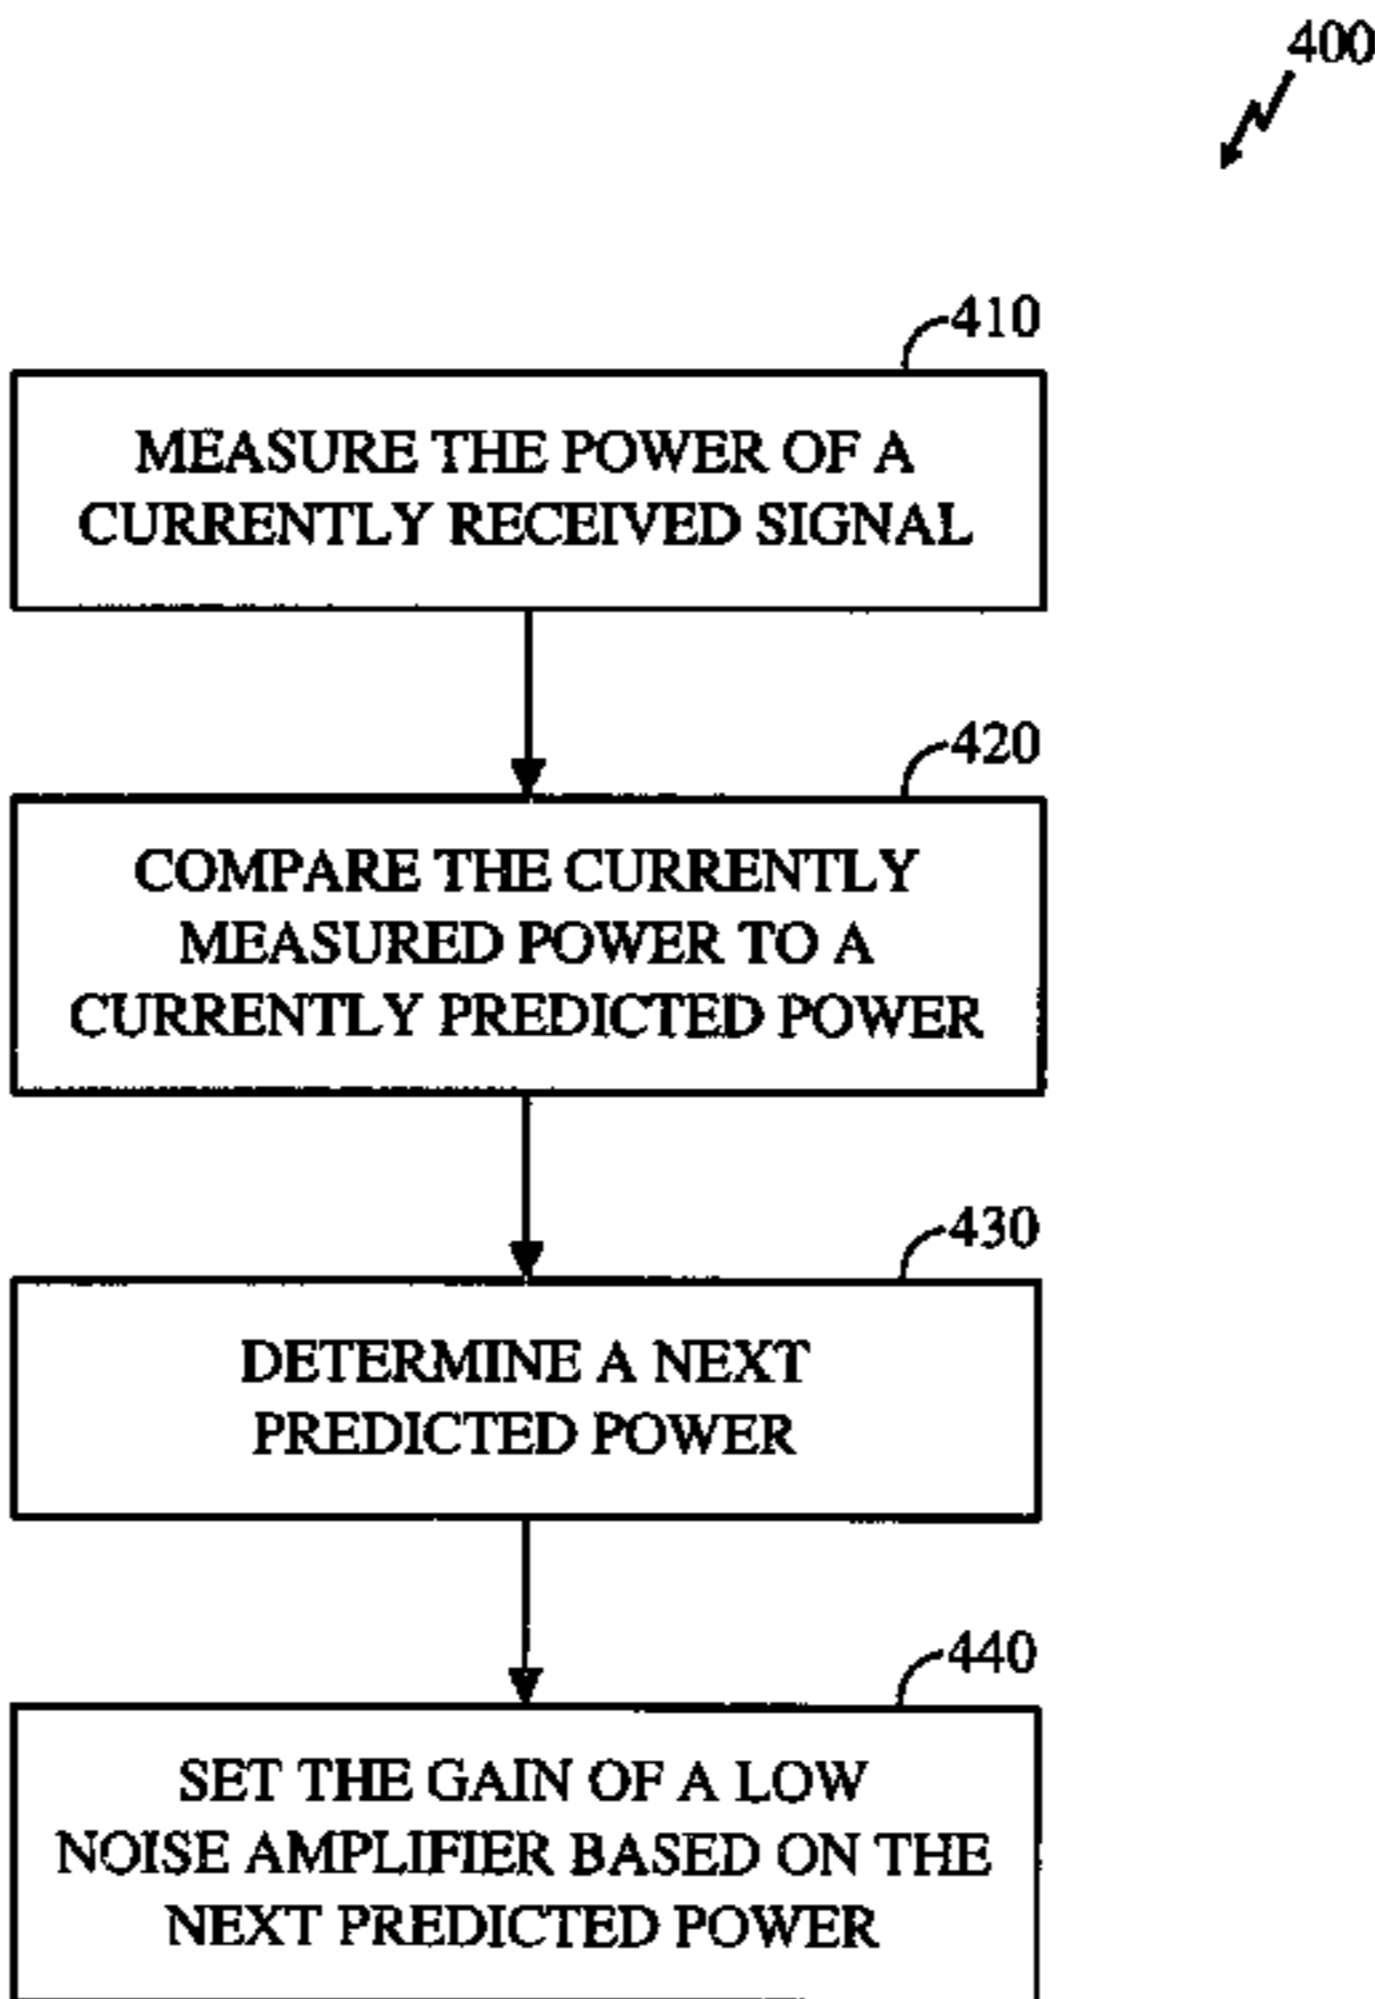 400
410
MEASURE THE POWER OF A
CURRENTLY RECEIVED SIGNAL
420
COMPARE THE CURRENTLY
MEASURED POWER TO A
CURRENTLY PREDICTED POWER
430
DETERMINE A NEXT
PREDICTED POWER
440
SET THE GAIN OF A LOW
NOISE AMPLIFIER BASED ON THE
NEXT PREDICTED POWER